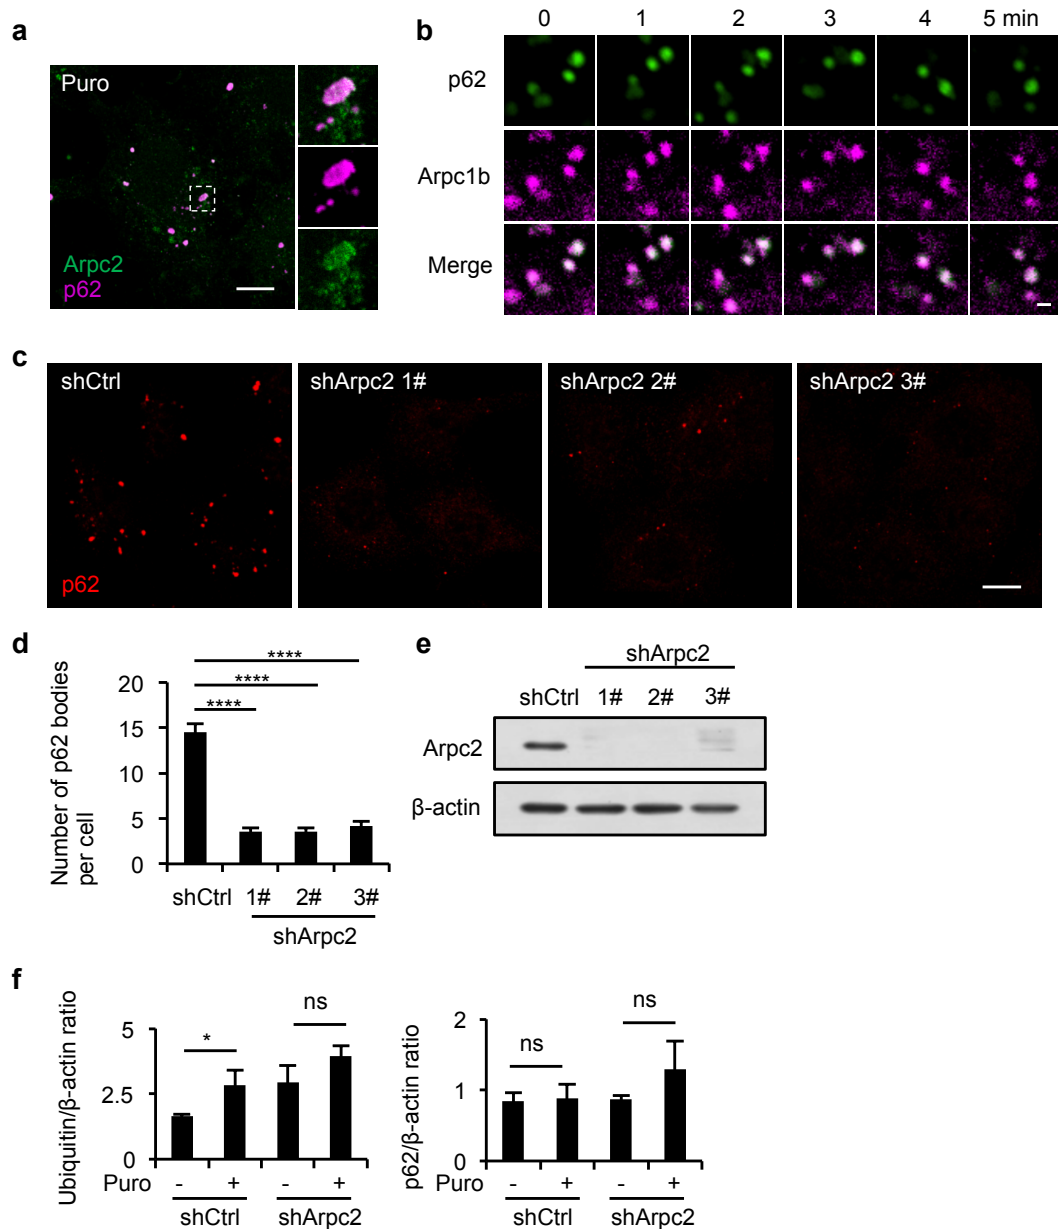 a
Puro
Arpc2
p62
b
0 1 2 3 4 5 min
p62
Arpc1b
Merge
c
shCtrl shArpc2 1# shArpc2 2# shArpc2 3#
p62
d
Number of p62 bodies
per cell
20
15
10
5
0
****
****
****
shCtrl 1# 2# 3#
shArpc2
e
shArpc2
shCtrl 1# 2# 3#
Arpc2
β-actin
f
Ubiquitin/β-actin ratio
5
2.5
0
*
ns
Puro - + - +
shCtrl shArpc2
p62/β-actin ratio
2
1
0
ns
ns
Puro - + - +
shCtrl shArpc2